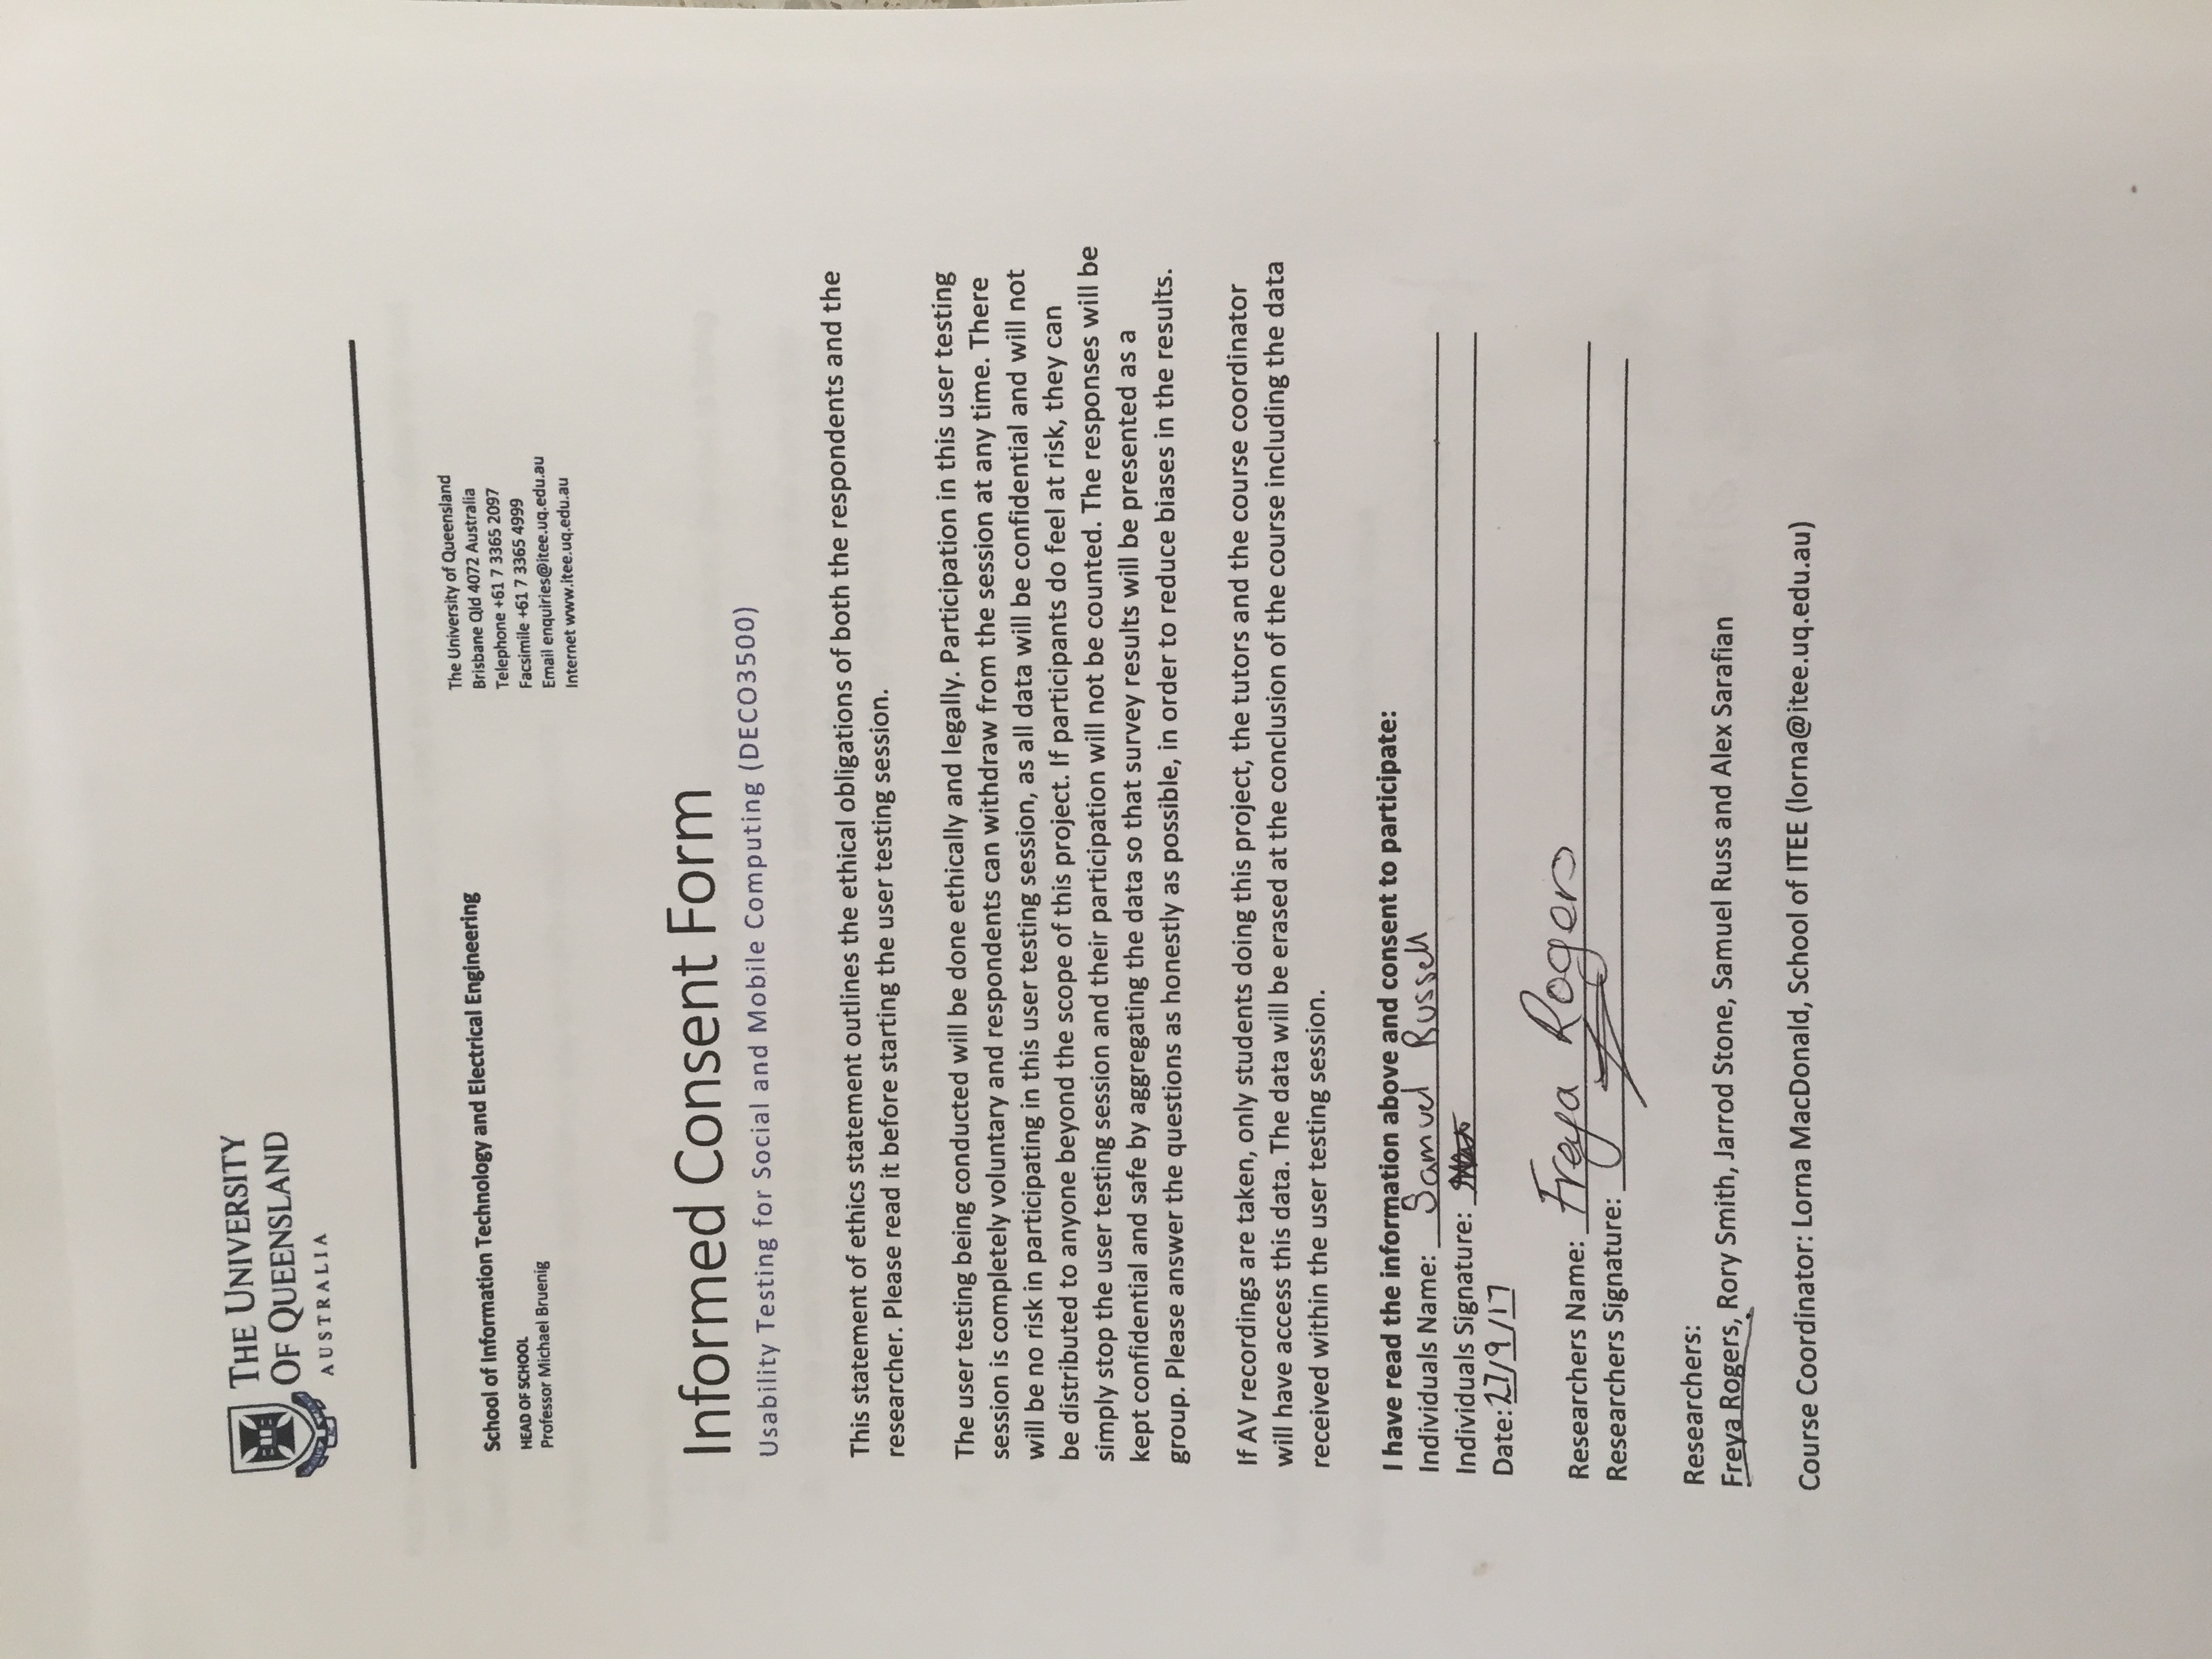 THE UNIVERSITY
OF QUEENSLAND
AUSTRALIA
School of Information Technology and Electrical Engineering
HEAD OF SCHOOL
Professor Michael Bruenig
The University of Queensland
Brisbane Qld 4072 Australia
Telephone +61 7 3365 2097
Facsimile +61 7 3365 4999
Email enquiries@itee.uq.edu.au
Internet www.itee.uq.edu.au
Informed Consent Form
Usability Testing for Social and Mobile Computing (DECO3500)
This statement of ethics statement outlines the ethical obligations of both the respondents and the
researcher. Please read it before starting the user testing session.
The user testing being conducted will be done ethically and legally. Participation in this user testing
session is completely voluntary and respondents can withdraw from the session at any time. There
will be no risk in participating in this user testing session, as all data will be confidential and will not
be distributed to anyone beyond the scope of this project. If participants do feel at risk, they can
simply stop the user testing session and their participation will not be counted. The responses will be
kept confidential and safe by aggregating the data so that survey results will be presented as a
group. Please answer the questions as honestly as possible, in order to reduce biases in the results.
If AV recordings are taken, only students doing this project, the tutors and the course coordinator
will have access this data. The data will be erased at the conclusion of the course including the data
received within the user testing session.
I have read the information above and consent to participate:
Individuals Name: Samuel Russell
Individuals Signature:
Date: 27/9/17
Researchers Name: Freya Rogers
Researchers Signature:
Researchers:
Freya Rogers, Rory Smith, Jarrod Stone, Samuel Russ and Alex Sarafian
Course Coordinator: Lorna MacDonald, School of ITEE (lorna@itee.uq.edu.au)